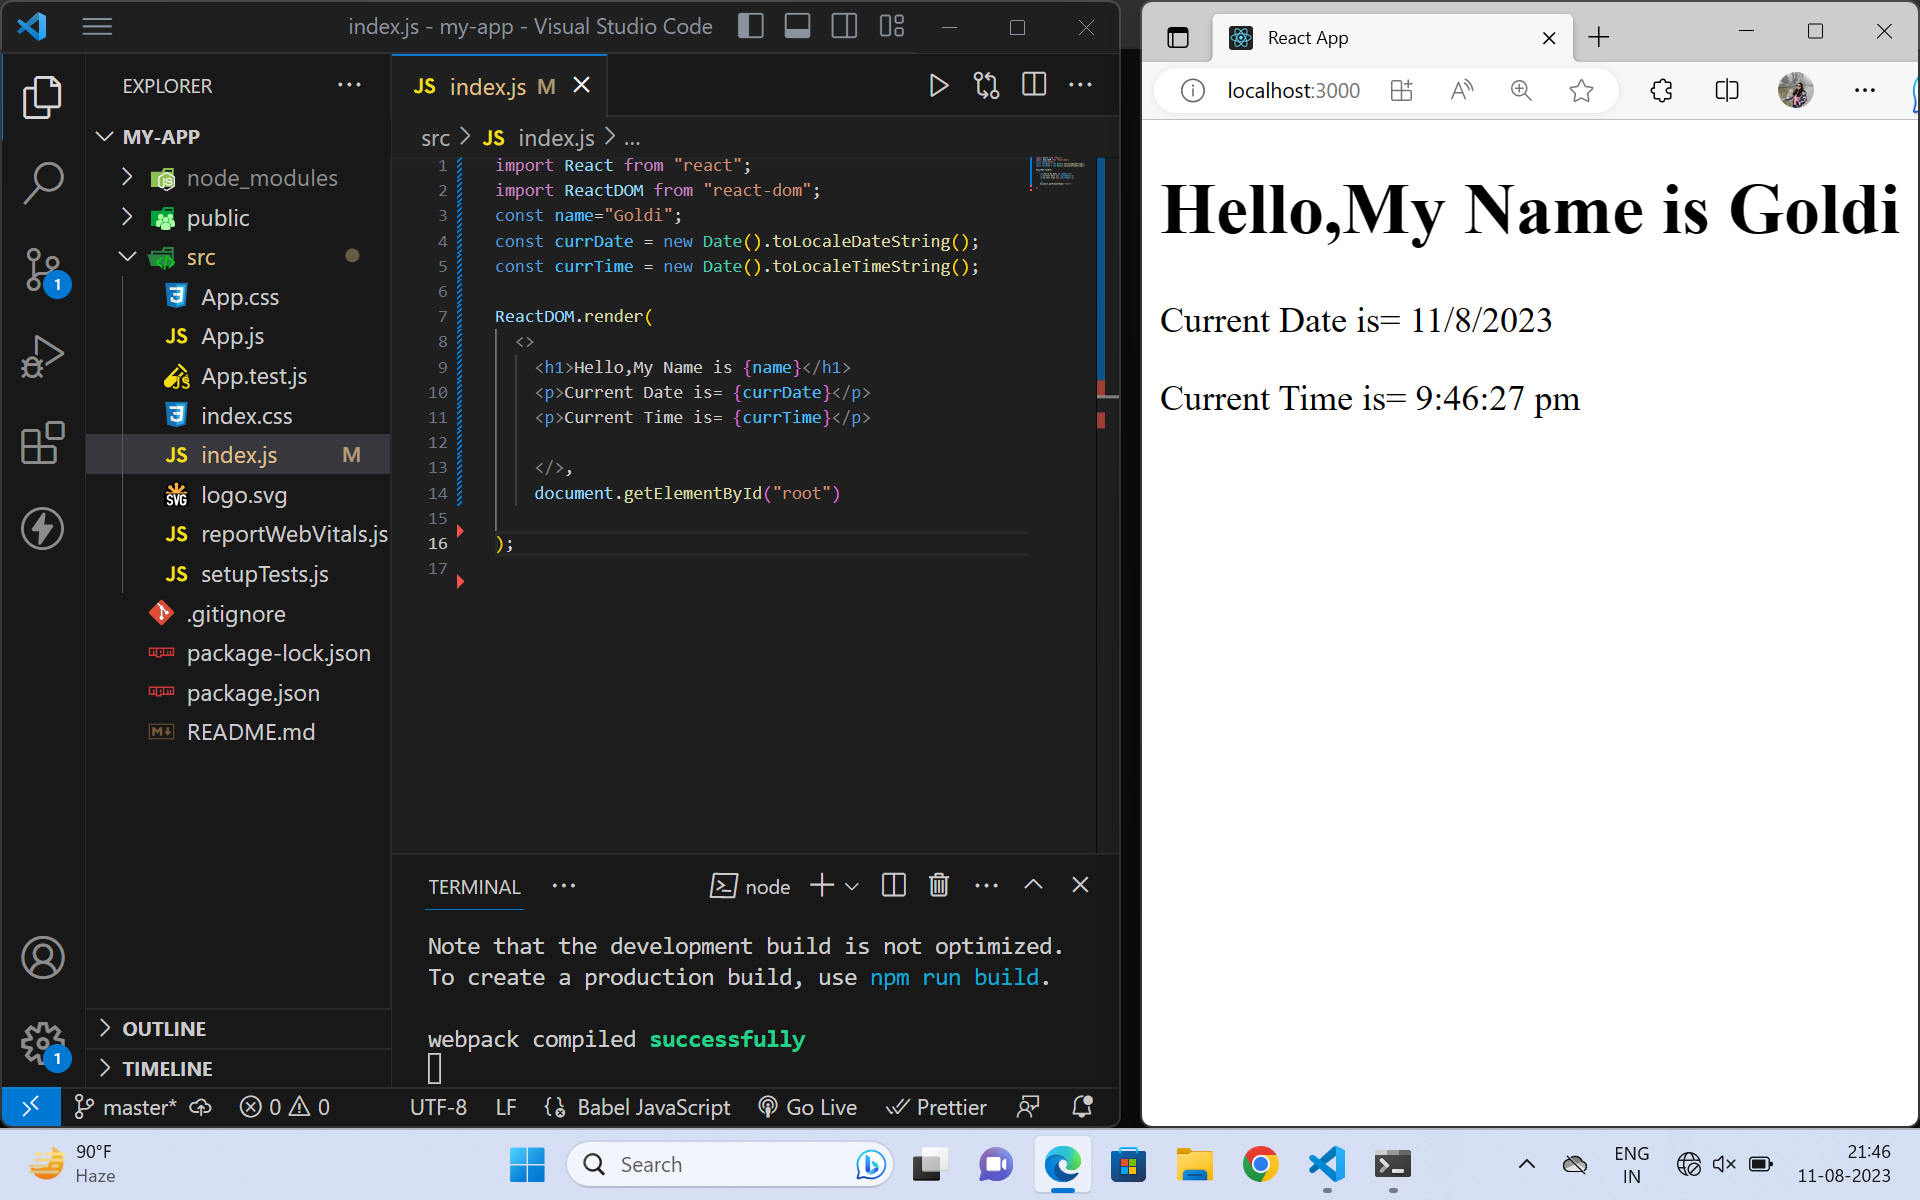 index.js - my-app - Visual Studio Code
EXPLORER
MY-APP
node_modules
public
src
App.css
App.js
App.test.js
index.css
index.js M
logo.svg
reportWebVitals.js
setupTests.js
.gitignore
package-lock.json
package.json
README.md
OUTLINE
TIMELINE
1
1
JS index.js M
src > JS index.js > ...
1 import React from "react";
2 import ReactDOM from "react-dom";
3 const name="Goldi";
4 const currDate = new Date().toLocaleDateString();
5 const currTime = new Date().toLocaleTimeString();
6
7 ReactDOM.render(
8 <>
9 <h1>Hello,My Name is {name}</h1>
10 <p>Current Date is= {currDate}</p>
11 <p>Current Time is= {currTime}</p>
12
13 </>,
14 document.getElementById("root")
15
16 );
17
TERMINAL
node
Note that the development build is not optimized.
To create a production build, use npm run build.
webpack compiled successfully
master* 0 0 UTF-8 LF Babel JavaScript Go Live Prettier
React App
localhost:3000
Hello,My Name is Goldi
Current Date is= 11/8/2023
Current Time is= 9:46:27 pm
90°F
Haze
Search
ENG
IN
21:46
11-08-2023